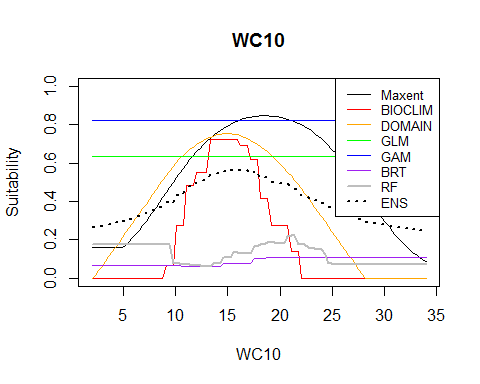 WC10
Suitability
1.0
0.8
0.6
0.4
0.2
0.0
Maxent
BIOCLIM
DOMAIN
GLM
GAM
BRT
RF
ENS
5 10 15 20 25 30 35
WC10